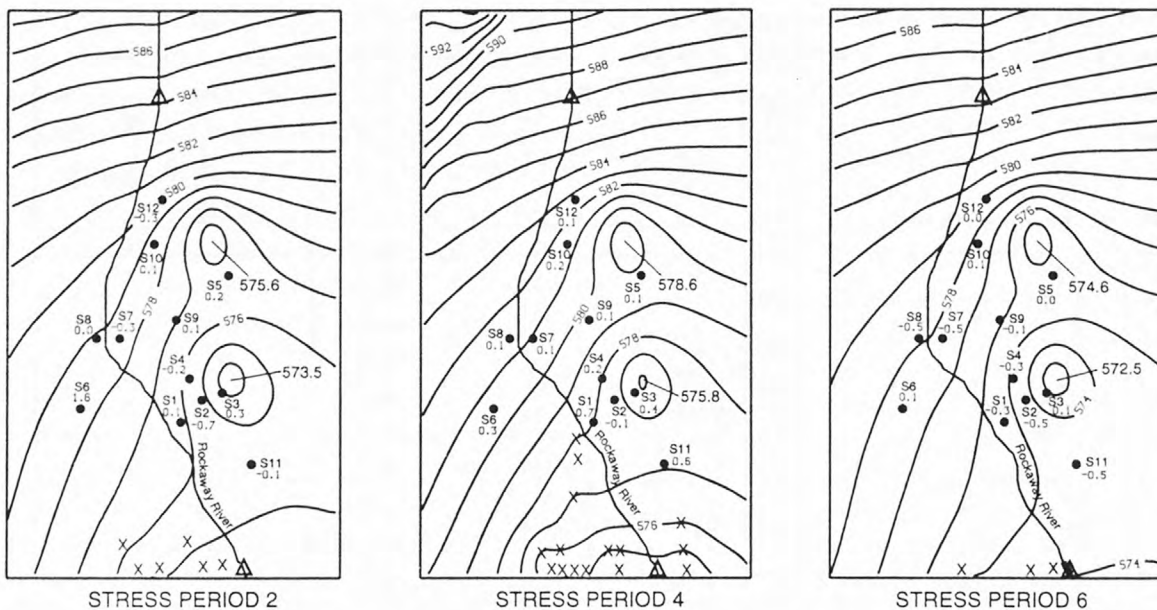 586
584
582
580
S12
-0.3
S10
0.1
S5
0.2
575.6
578
576
S8
0.0
S7
-0.3
S9
0.1
S4
-0.2
573.5
S6
1.6
S1
0.1
S2
-0.7
S3
0.3
S11
-0.1
Rockaway River
STRESS PERIOD 2
592
590
588
586
584
582
S12
0.1
S10
0.2
S5
0.1
578.6
580
S9
0.1
578
S8
0.1
S7
0.1
S4
0.2
575.8
S6
0.3
S1
0.7
S2
-0.1
S3
0.4
S11
0.6
Rockaway River
576
STRESS PERIOD 4
586
584
582
580
S12
0.0
576
S10
0.1
S5
0.0
574.6
578
S8
-0.5
S7
-0.5
S9
-0.1
S4
-0.3
572.5
S6
0.1
S1
-0.3
S2
-0.5
S3
0.1
574
S11
-0.5
Rockaway River
574
STRESS PERIOD 6